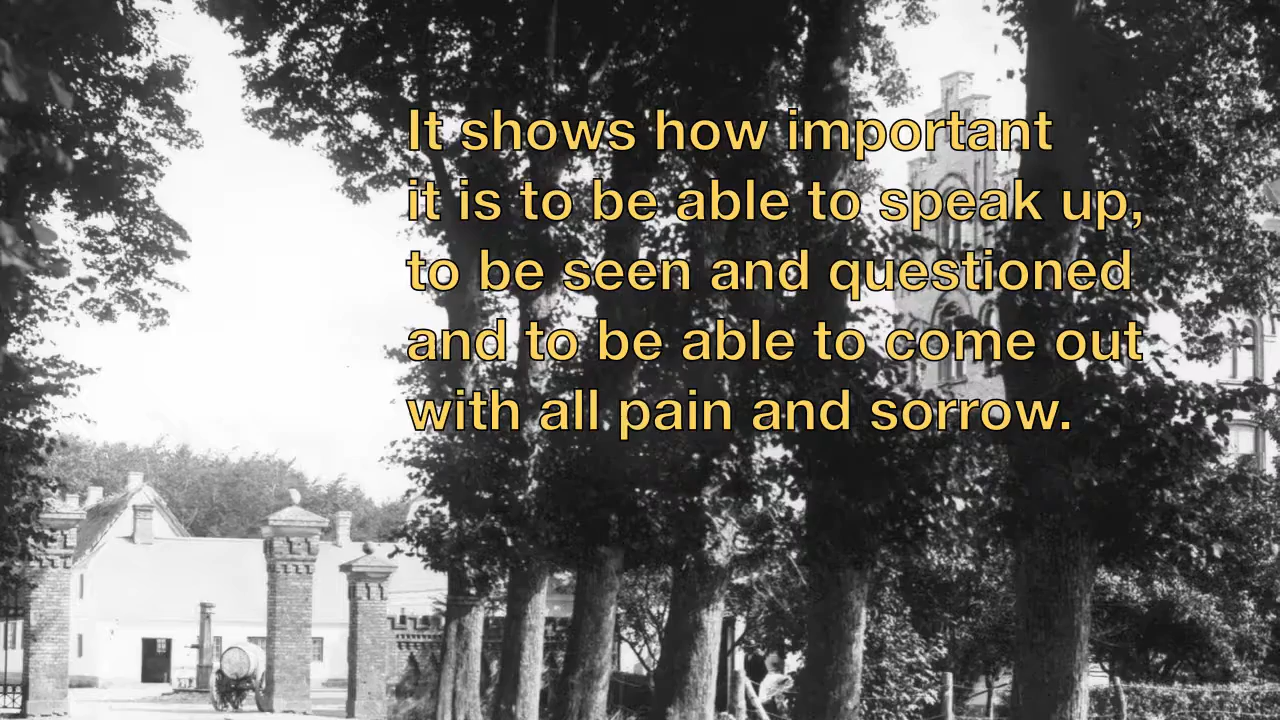 It shows how important
it is to be able to speak up,
to be seen and questioned
and to be able to come out
with all pain and sorrow.